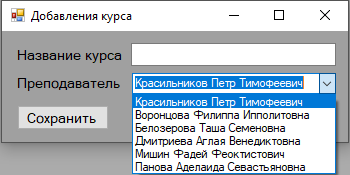 Добавления курса
Название курса
Преподаватель
Красильников Петр Тимофеевич
Красильников Петр Тимофеевич
Воронцова Филиппа Ипполитовна
Белозерова Таша Семеновна
Дмитриева Аглая Венедиктовна
Мишин Фадей Феоктистович
Панова Аделаида Севастьяновна
Сохранить